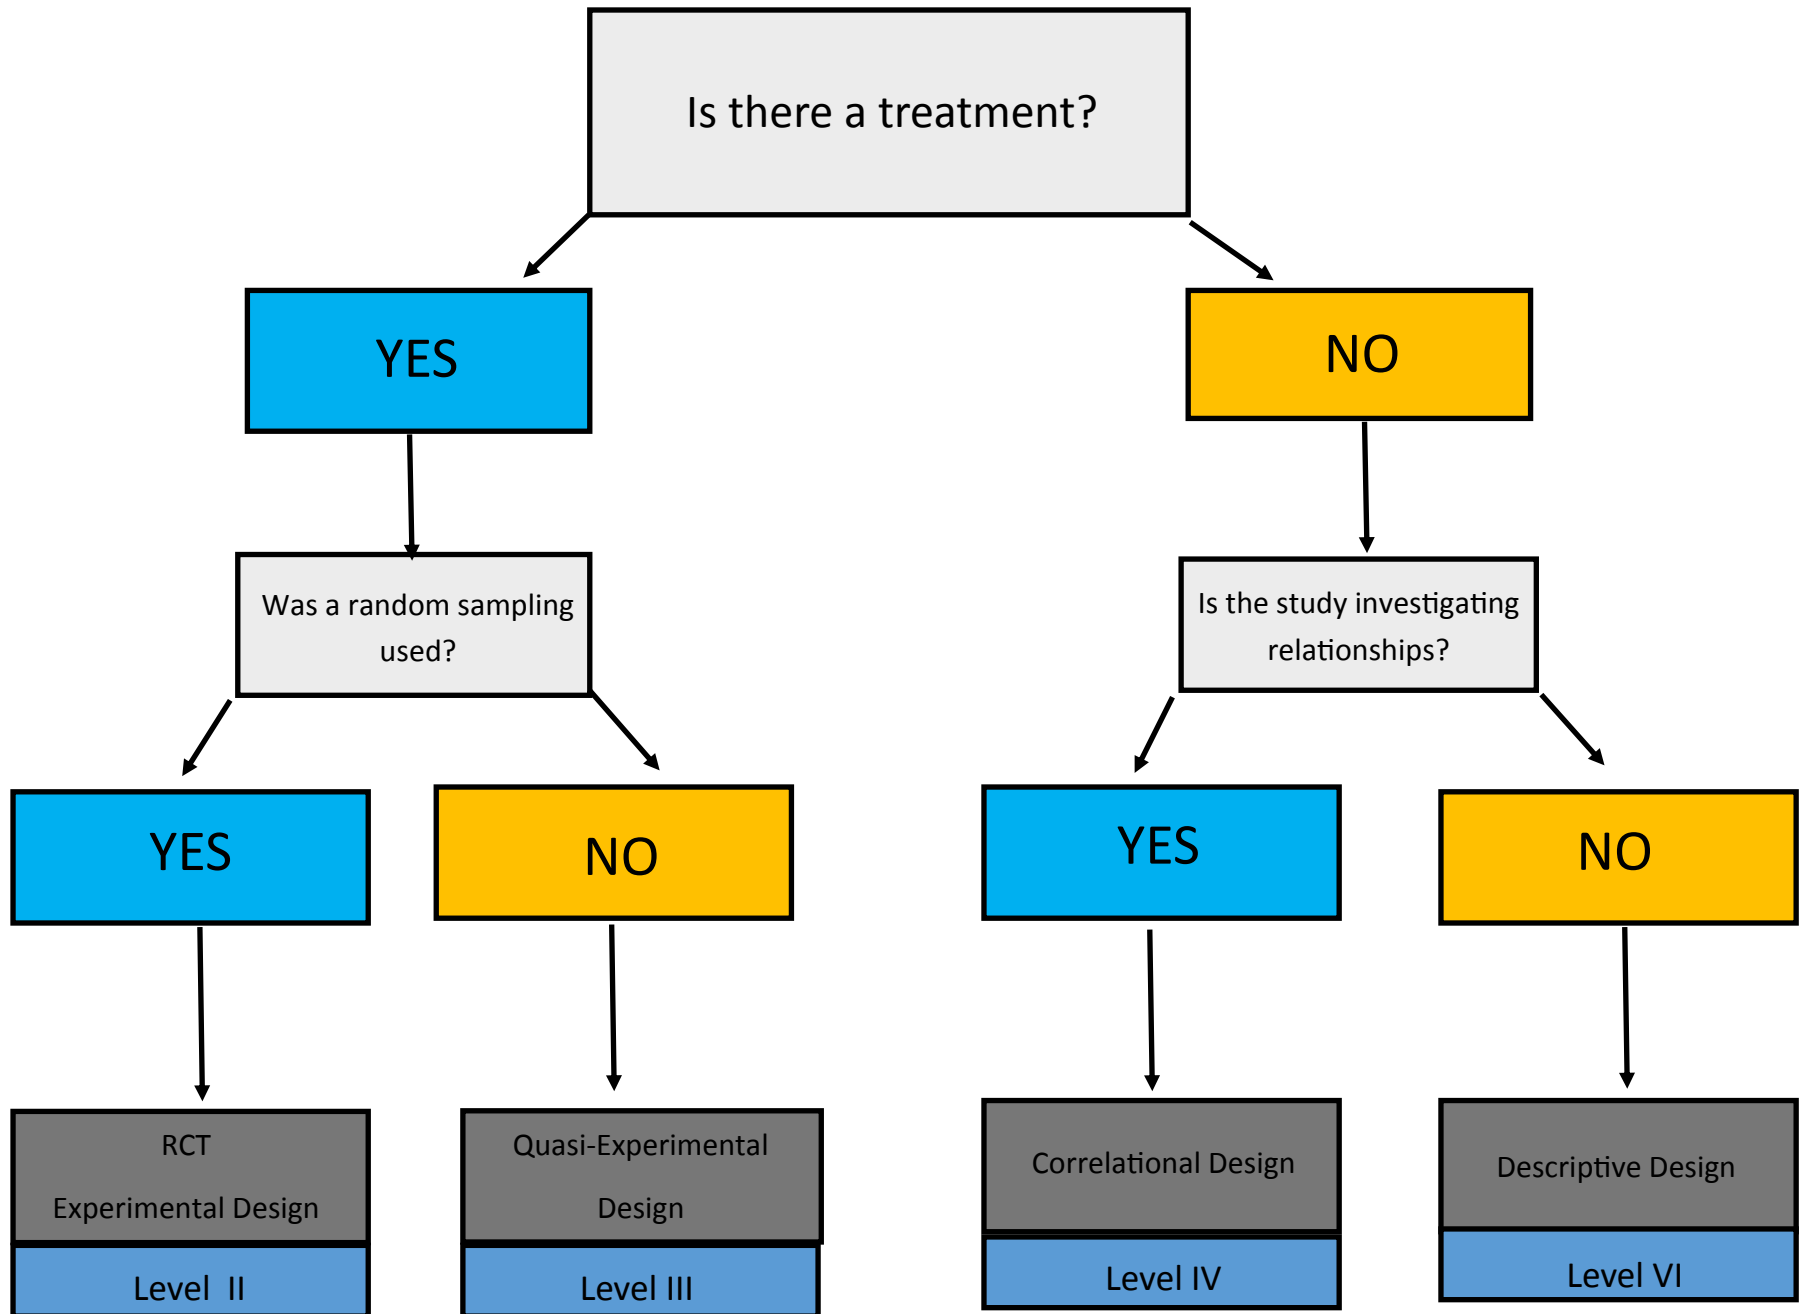 Is there a treatment?
YES
NO
Was a random sampling
used?
Is the study investigating
relationships?
YES
NO
YES
NO
RCT
Experimental Design
Level II
Quasi-Experimental
Design
Level III
Correlational Design
Level IV
Descriptive Design
Level VI